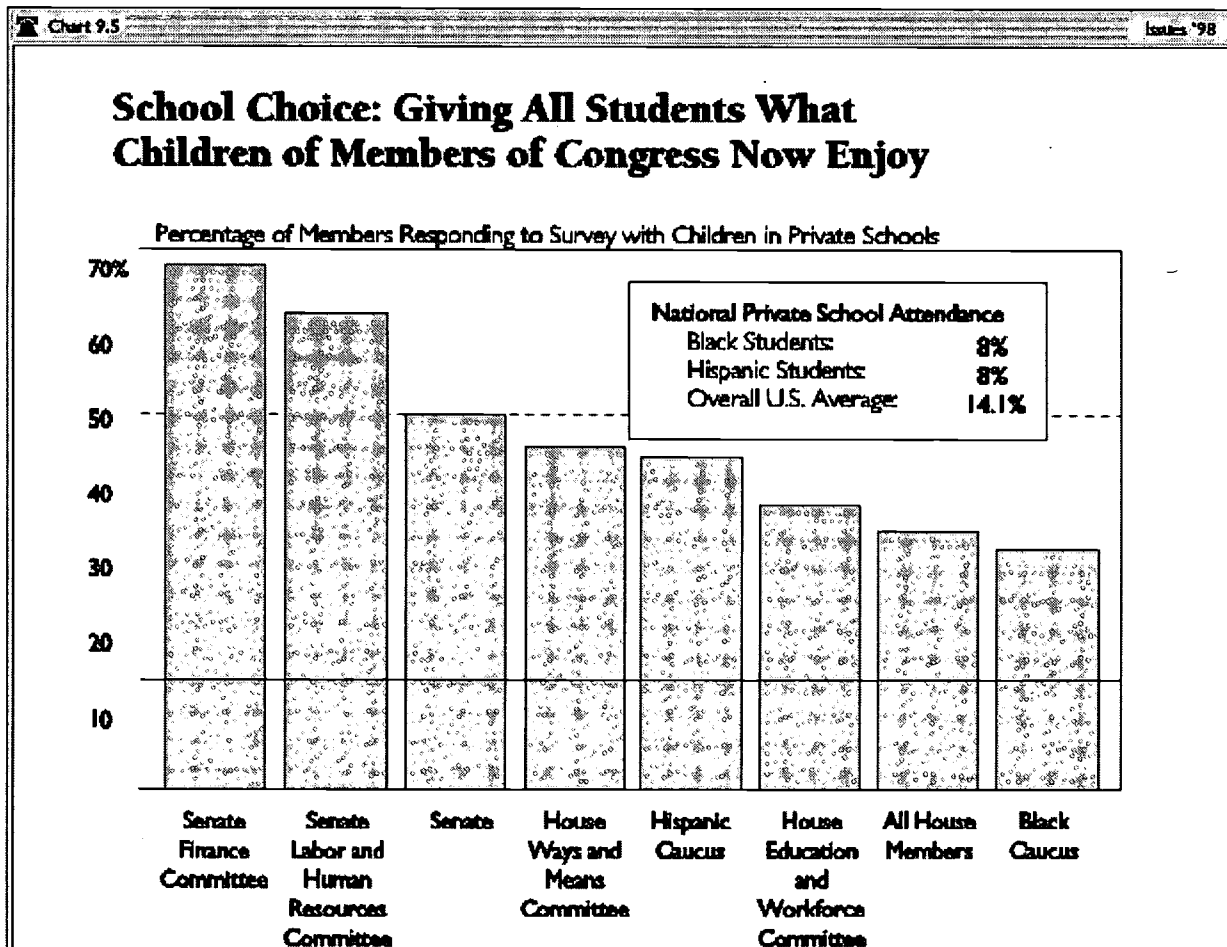 Chart 9.5
Issues '98
School Choice: Giving All Students What
Children of Members of Congress Now Enjoy
Percentage of Members Responding to Survey with Children in Private Schools
70%
60
50
40
30
20
10
National Private School Attendance
Black Students: 8%
Hispanic Students: 8%
Overall U.S. Average: 14.1%
Senate
Finance
Committee
Senate
Labor and
Human
Resources
Committee
Senate
House
Ways and
Means
Committee
Hispanic
Caucus
House
Education
and
Workforce
Committee
All House
Members
Black
Caucus